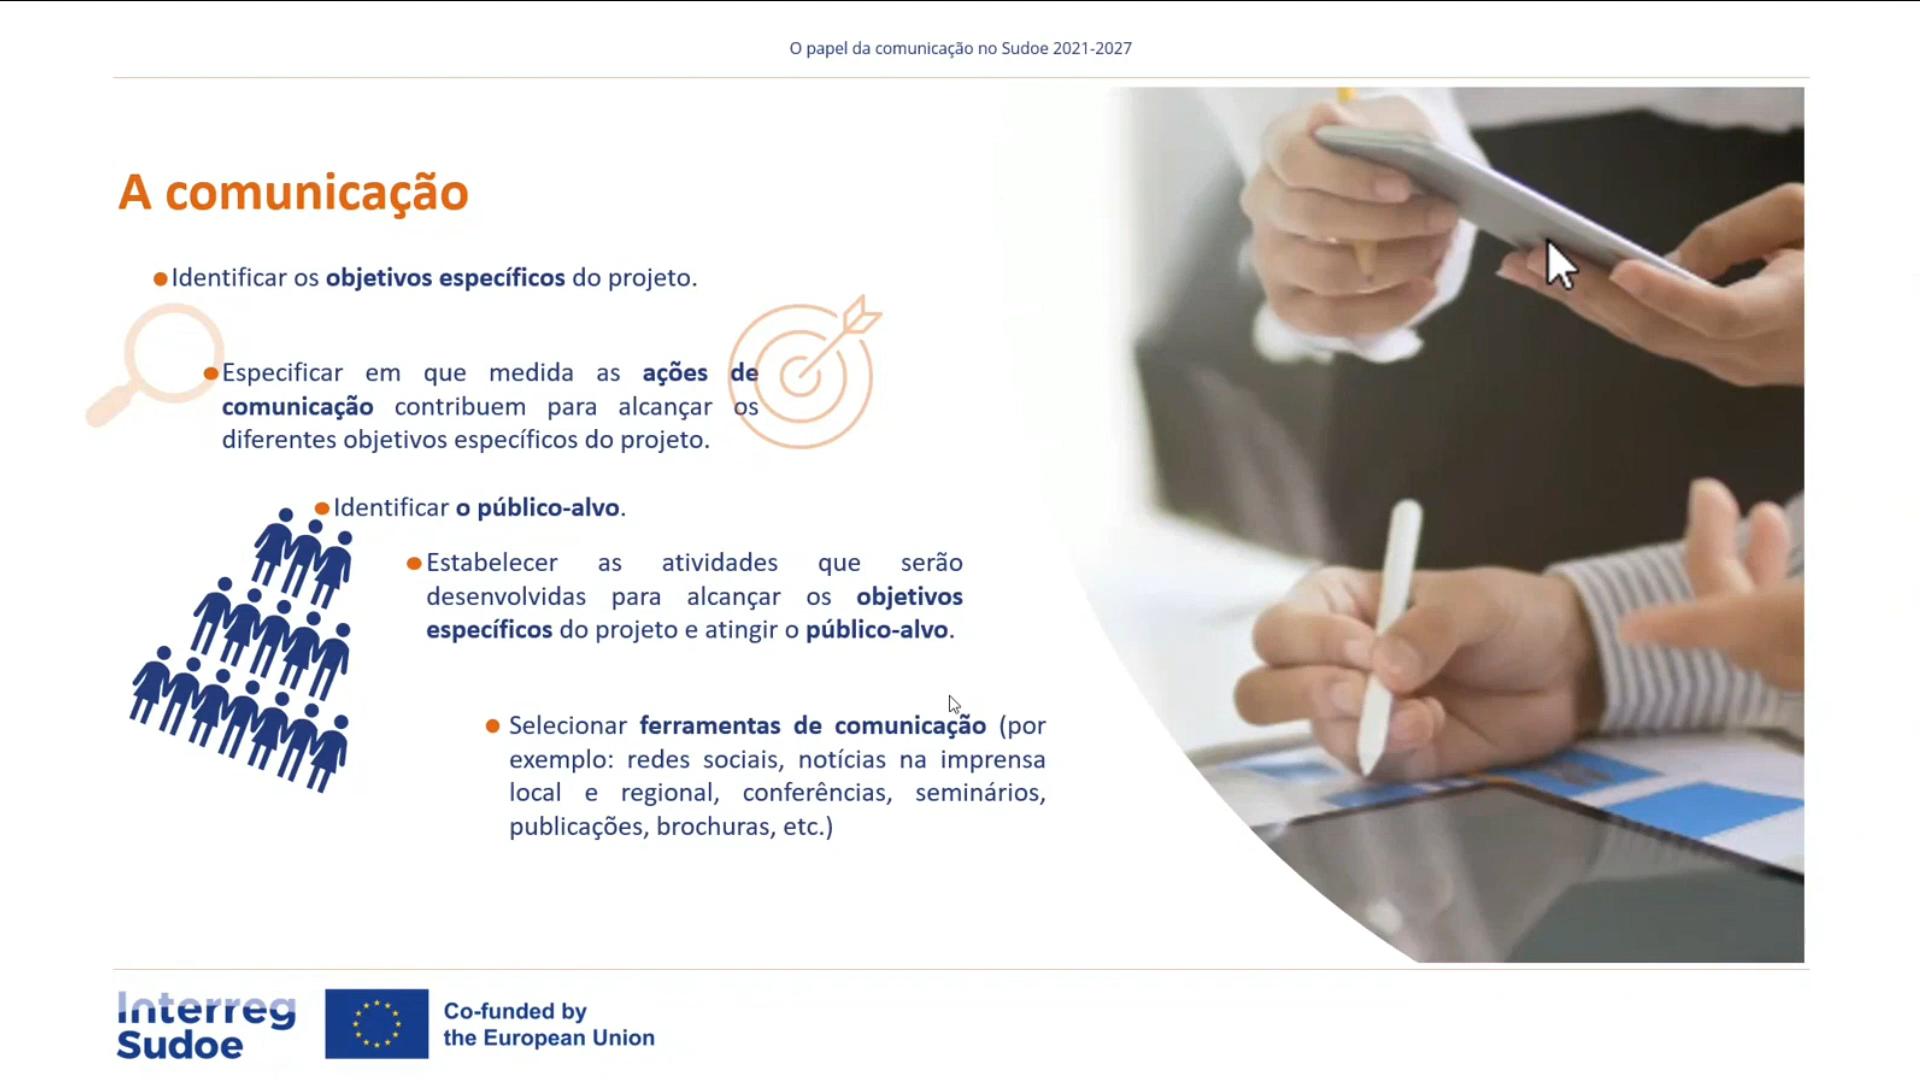 O papel da comunicação no Sudoe 2021-2027
A comunicação
Identificar os objetivos específicos do projeto.
Especificar em que medida as ações de
comunicação contribuem para alcançar os
diferentes objetivos específicos do projeto.
Identificar o público-alvo.
Estabelecer as atividades que serão
desenvolvidas para alcançar os objetivos
específicos do projeto e atingir o público-alvo.
Selecionar ferramentas de comunicação (por
exemplo: redes sociais, notícias na imprensa
local e regional, conferências, seminários,
publicações, brochuras, etc.)
Interreg
Sudoe
Co-funded by
the European Union